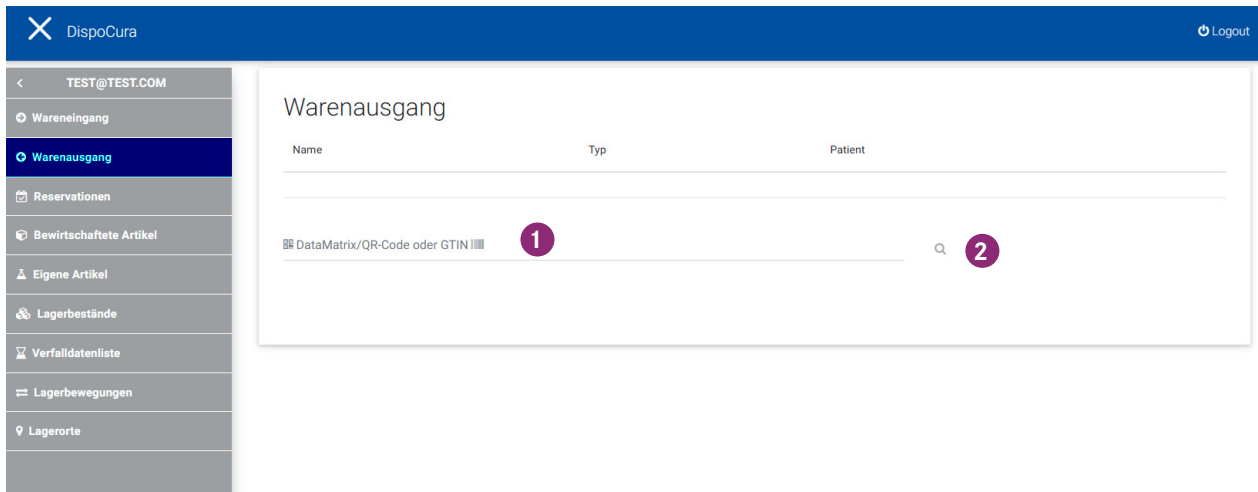 DispoCura
Logout
TEST@TEST.COM
Wareneingang
Warenausgang
Reservationen
Bewirtschaftete Artikel
Eigene Artikel
Lagerbestände
Verfalldatenliste
Lagerbewegungen
Lagerorte
Warenausgang
Name Typ Patient
DataMatrix/QR-Code oder GTIN 1
2